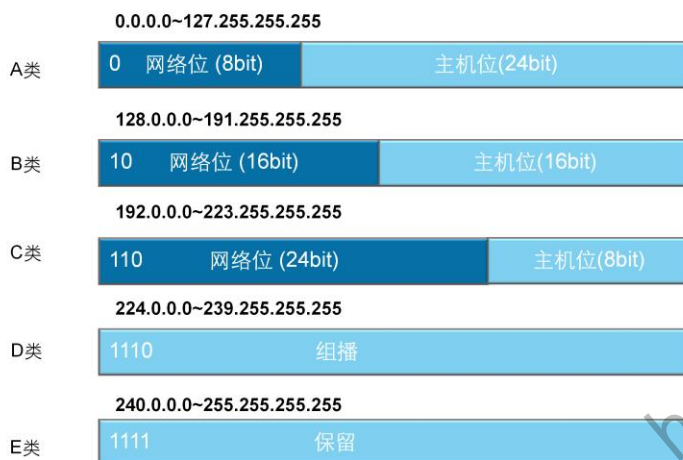 0.0.0.0~127.255.255.255
A类 0 网络位 (8bit) 主机位(24bit)
128.0.0.0~191.255.255.255
B类 10 网络位 (16bit) 主机位(16bit)
192.0.0.0~223.255.255.255
C类 110 网络位 (24bit) 主机位(8bit)
224.0.0.0~239.255.255.255
D类 1110 组播
240.0.0.0~255.255.255.255
E类 1111 保留